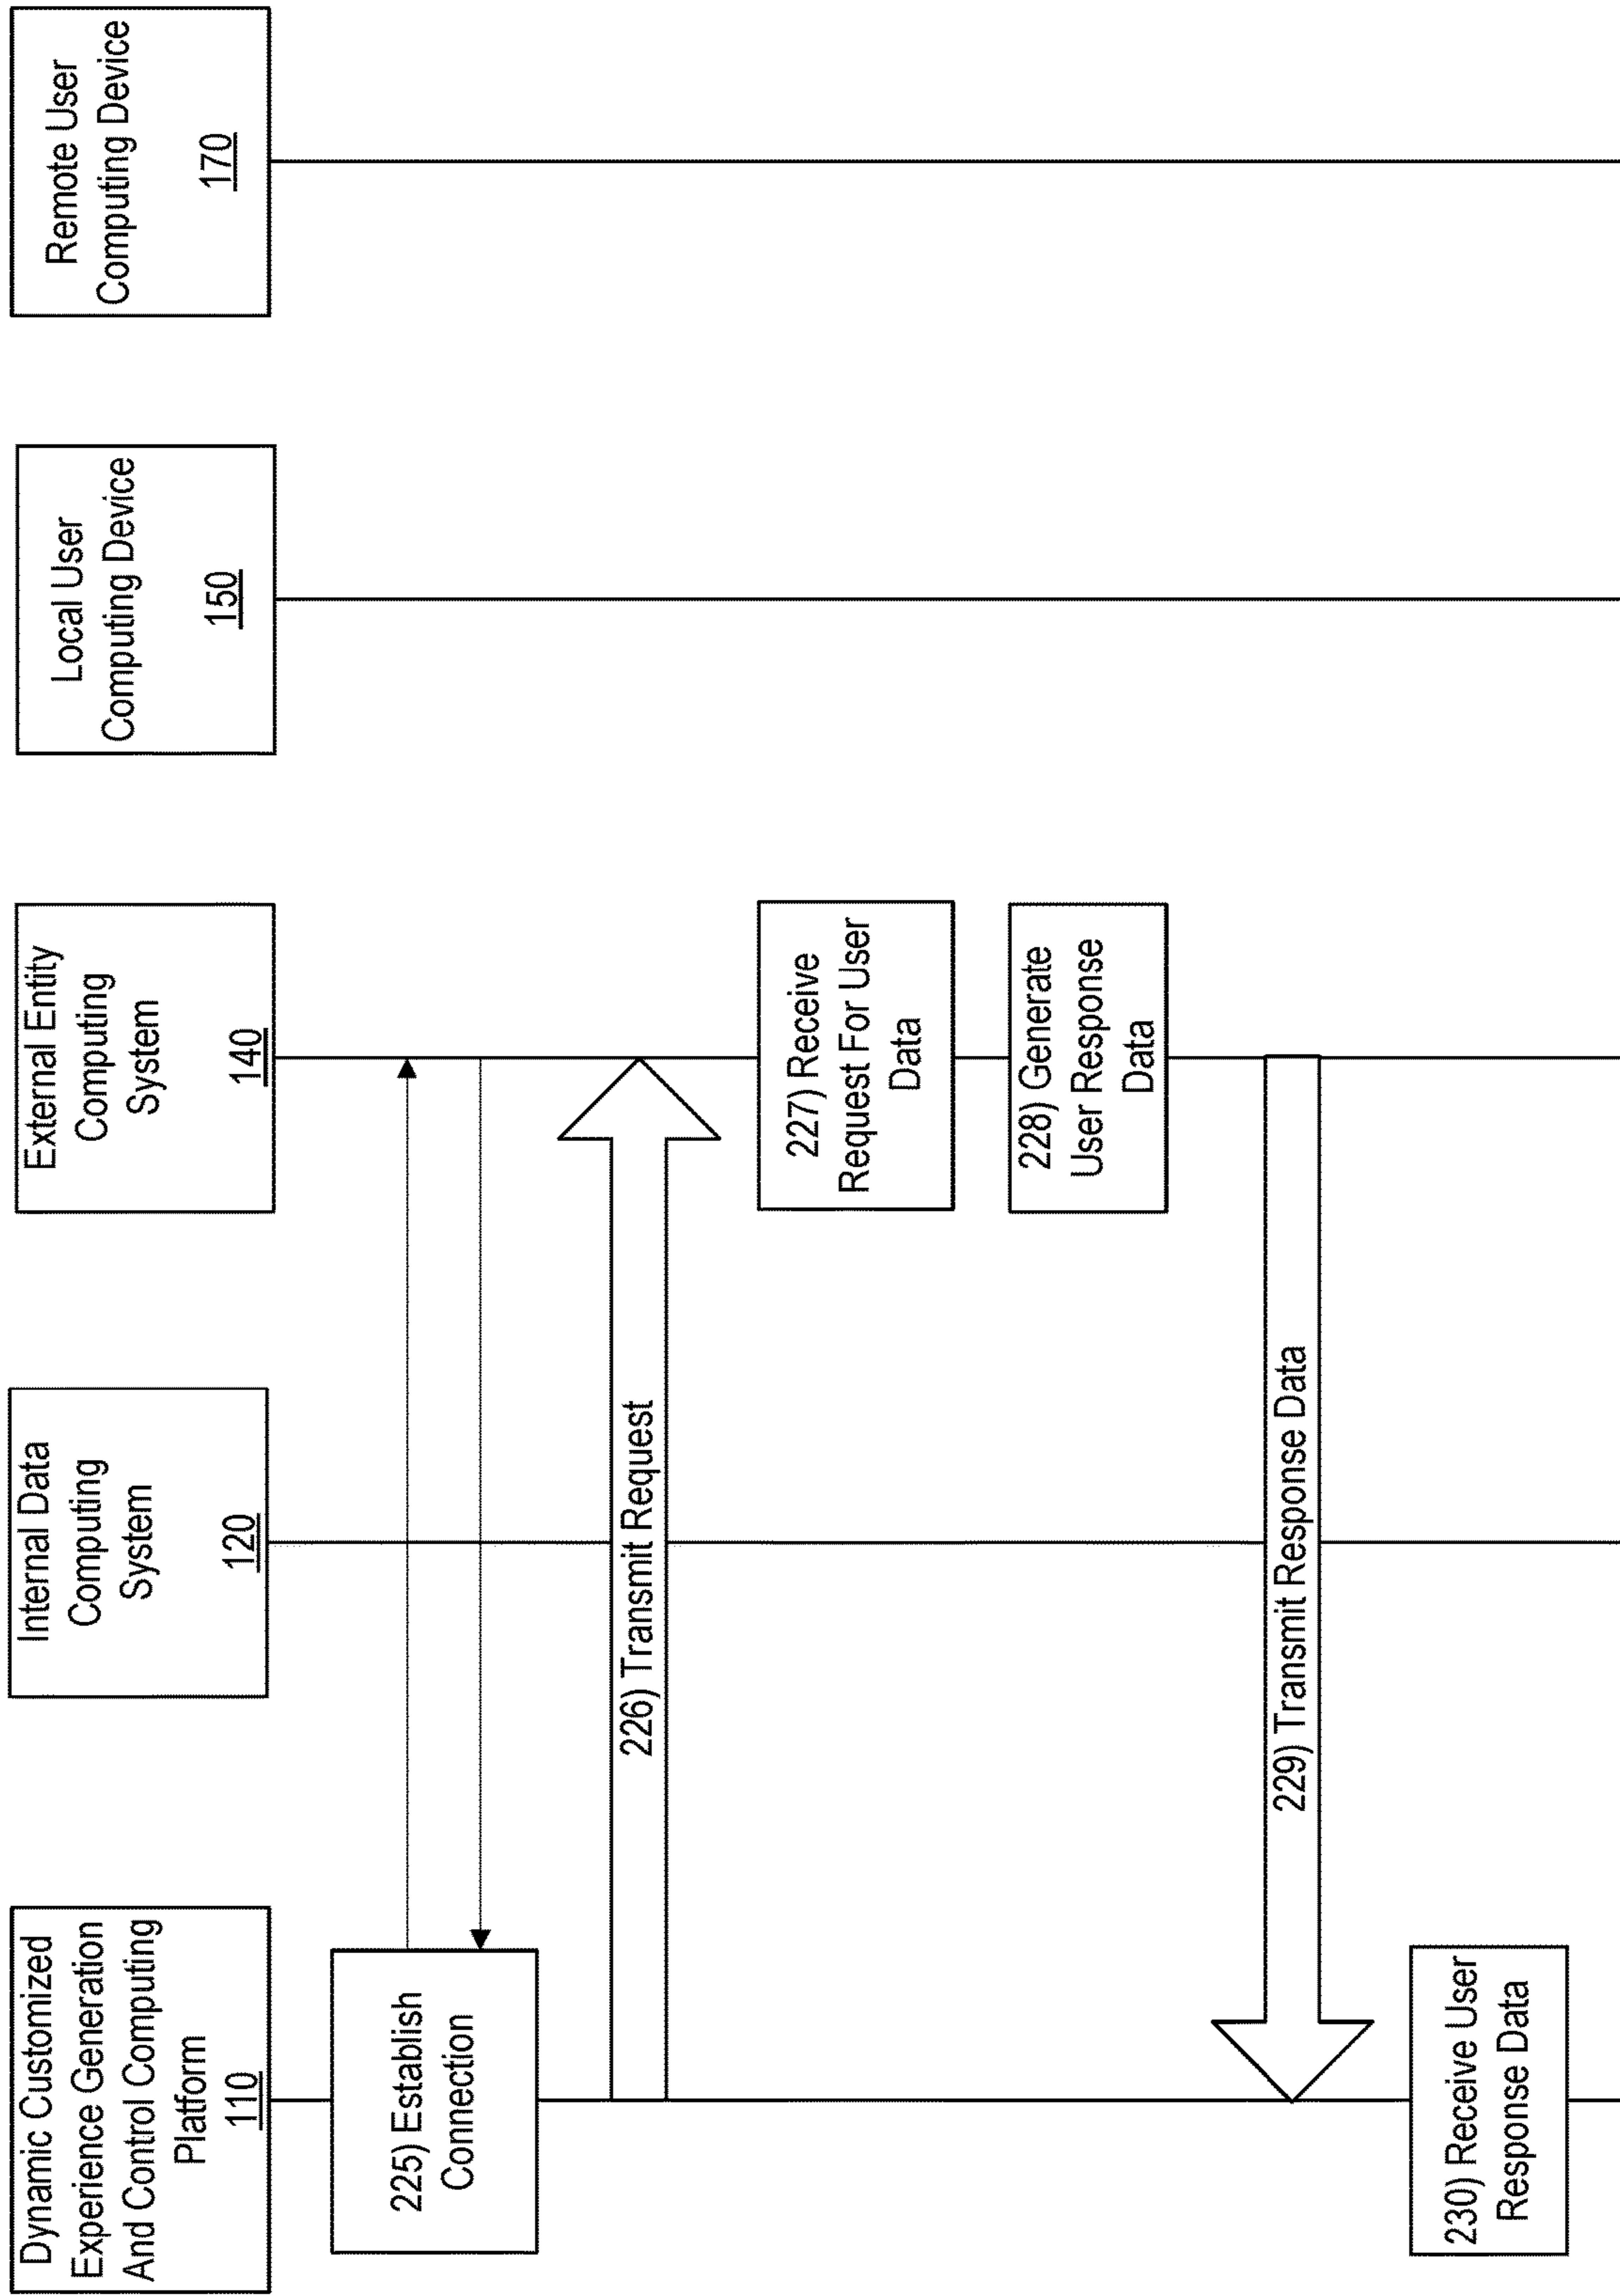 Dynamic Customized
Experience Generation
And Control Computing
Platform
110
Internal Data
Computing
System
120
External Entity
Computing
System
140
Local User
Computing Device
150
Remote User
Computing Device
170
225) Establish
Connection
226) Transmit Request
227) Receive
Request For User
Data
228) Generate
User Response
Data
229) Transmit Response Data
230) Receive User
Response Data